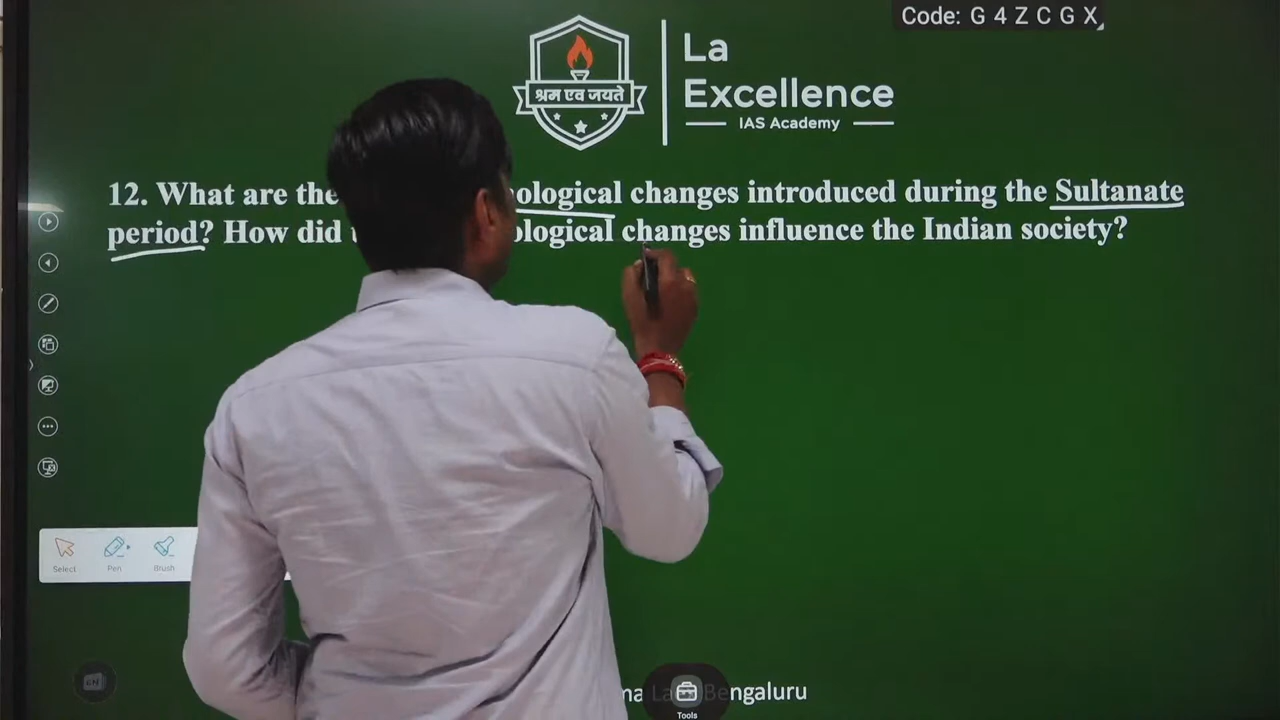 Code: G 4 Z C G X
La
Excellence
श्रम एव जयते
IAS Academy
12. What are the ological changes introduced during the Sultanate
period? How did ological changes influence the Indian society?
Select
Pen
Brush
Bengaluru
Tools